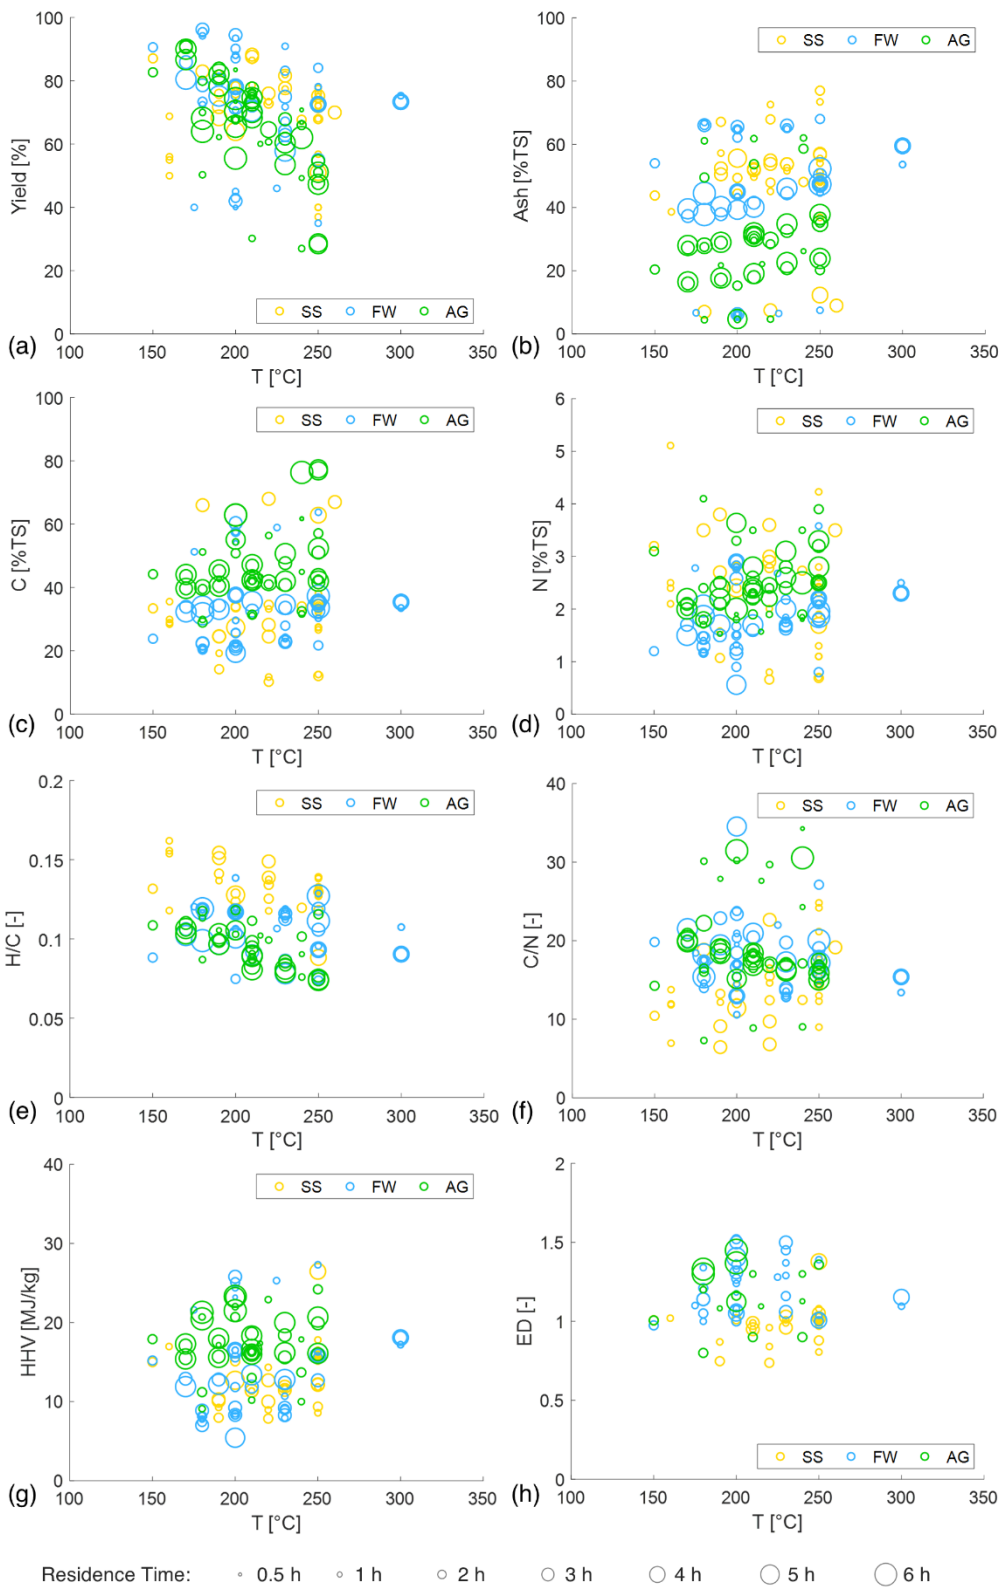 100
80
60
40
20
0
Yield [%]
SS FW AG
100 150 200 250 300 350
(a)
T [°C]
100
80
60
40
20
0
Ash [%TS]
SS FW AG
100 150 200 250 300 350
(b)
T [°C]
100
80
60
40
20
0
C [%TS]
SS FW AG
100 150 200 250 300 350
(c)
T [°C]
6
5
4
3
2
1
0
N [%TS]
SS FW AG
100 150 200 250 300 350
(d)
T [°C]
0.2
0.15
0.1
0.05
0
H/C [-]
SS FW AG
100 150 200 250 300 350
(e)
T [°C]
40
30
20
10
0
C/N [-]
SS FW AG
100 150 200 250 300 350
(f)
T [°C]
40
30
20
10
0
HHV [MJ/kg]
SS FW AG
100 150 200 250 300 350
(g)
T [°C]
2
1.5
1
0.5
0
ED [-]
SS FW AG
100 150 200 250 300 350
(h)
T [°C]
Residence Time: 0.5 h 1 h 2 h 3 h 4 h 5 h 6 h